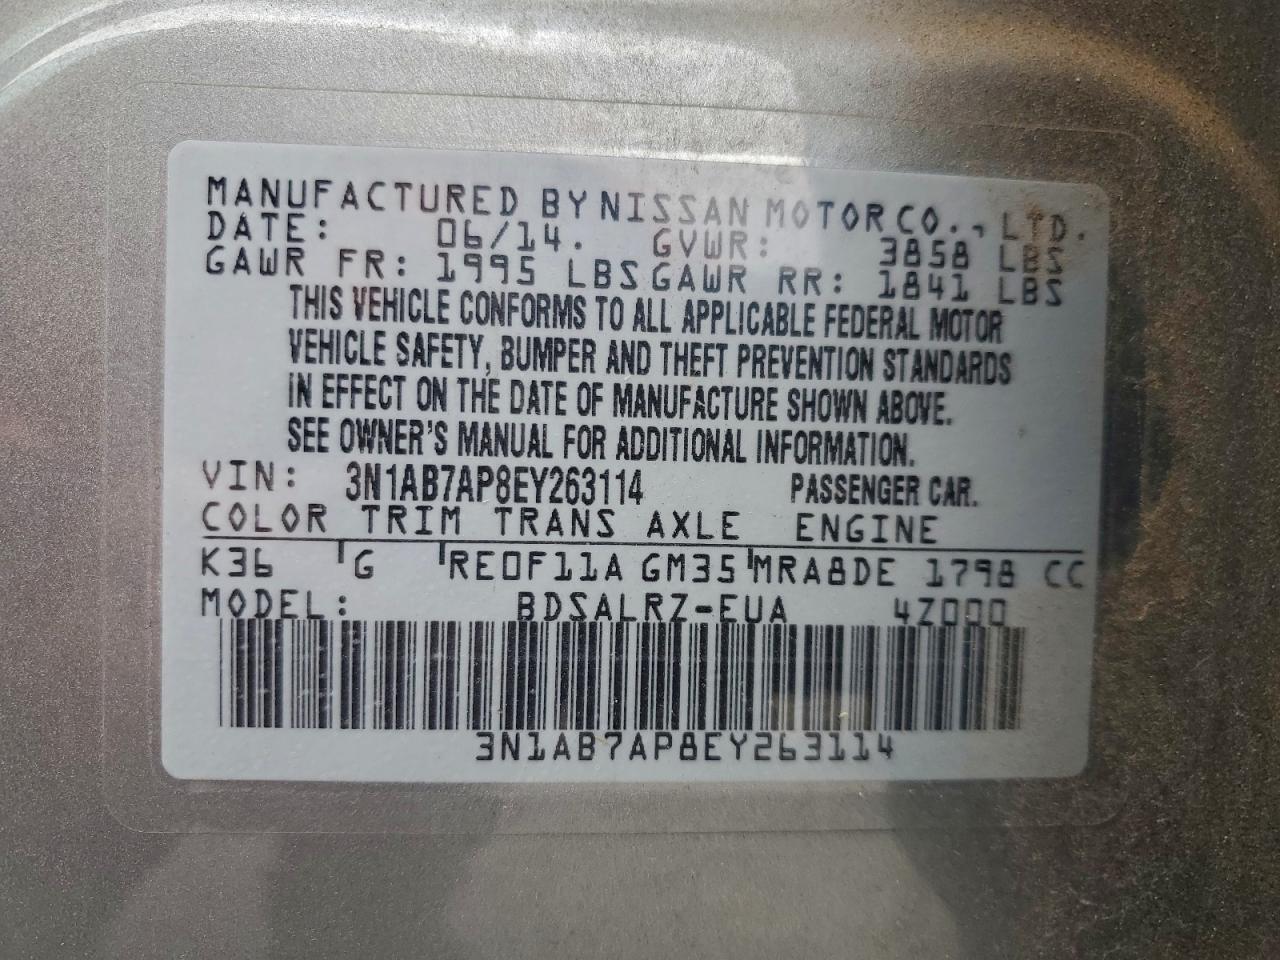 MANUFACTURED BY NISSAN MOTOR CO., LTD.
DATE: 06/14. GVWR: 3858 LBS
GAWR FR: 1995 LBS GAWR RR: 1841 LBS
THIS VEHICLE CONFORMS TO ALL APPLICABLE FEDERAL MOTOR
VEHICLE SAFETY, BUMPER AND THEFT PREVENTION STANDARDS
IN EFFECT ON THE DATE OF MANUFACTURE SHOWN ABOVE.
SEE OWNER'S MANUAL FOR ADDITIONAL INFORMATION.
VIN: 3N1AB7AP8EY263114 PASSENGER CAR.
COLOR TRIM TRANS AXLE ENGINE
K36 G RE0F11A GM35 MRA8DE 1798 CC
MODEL: BDSALRZ-EUA 4Z000
3N1AB7AP8EY263114